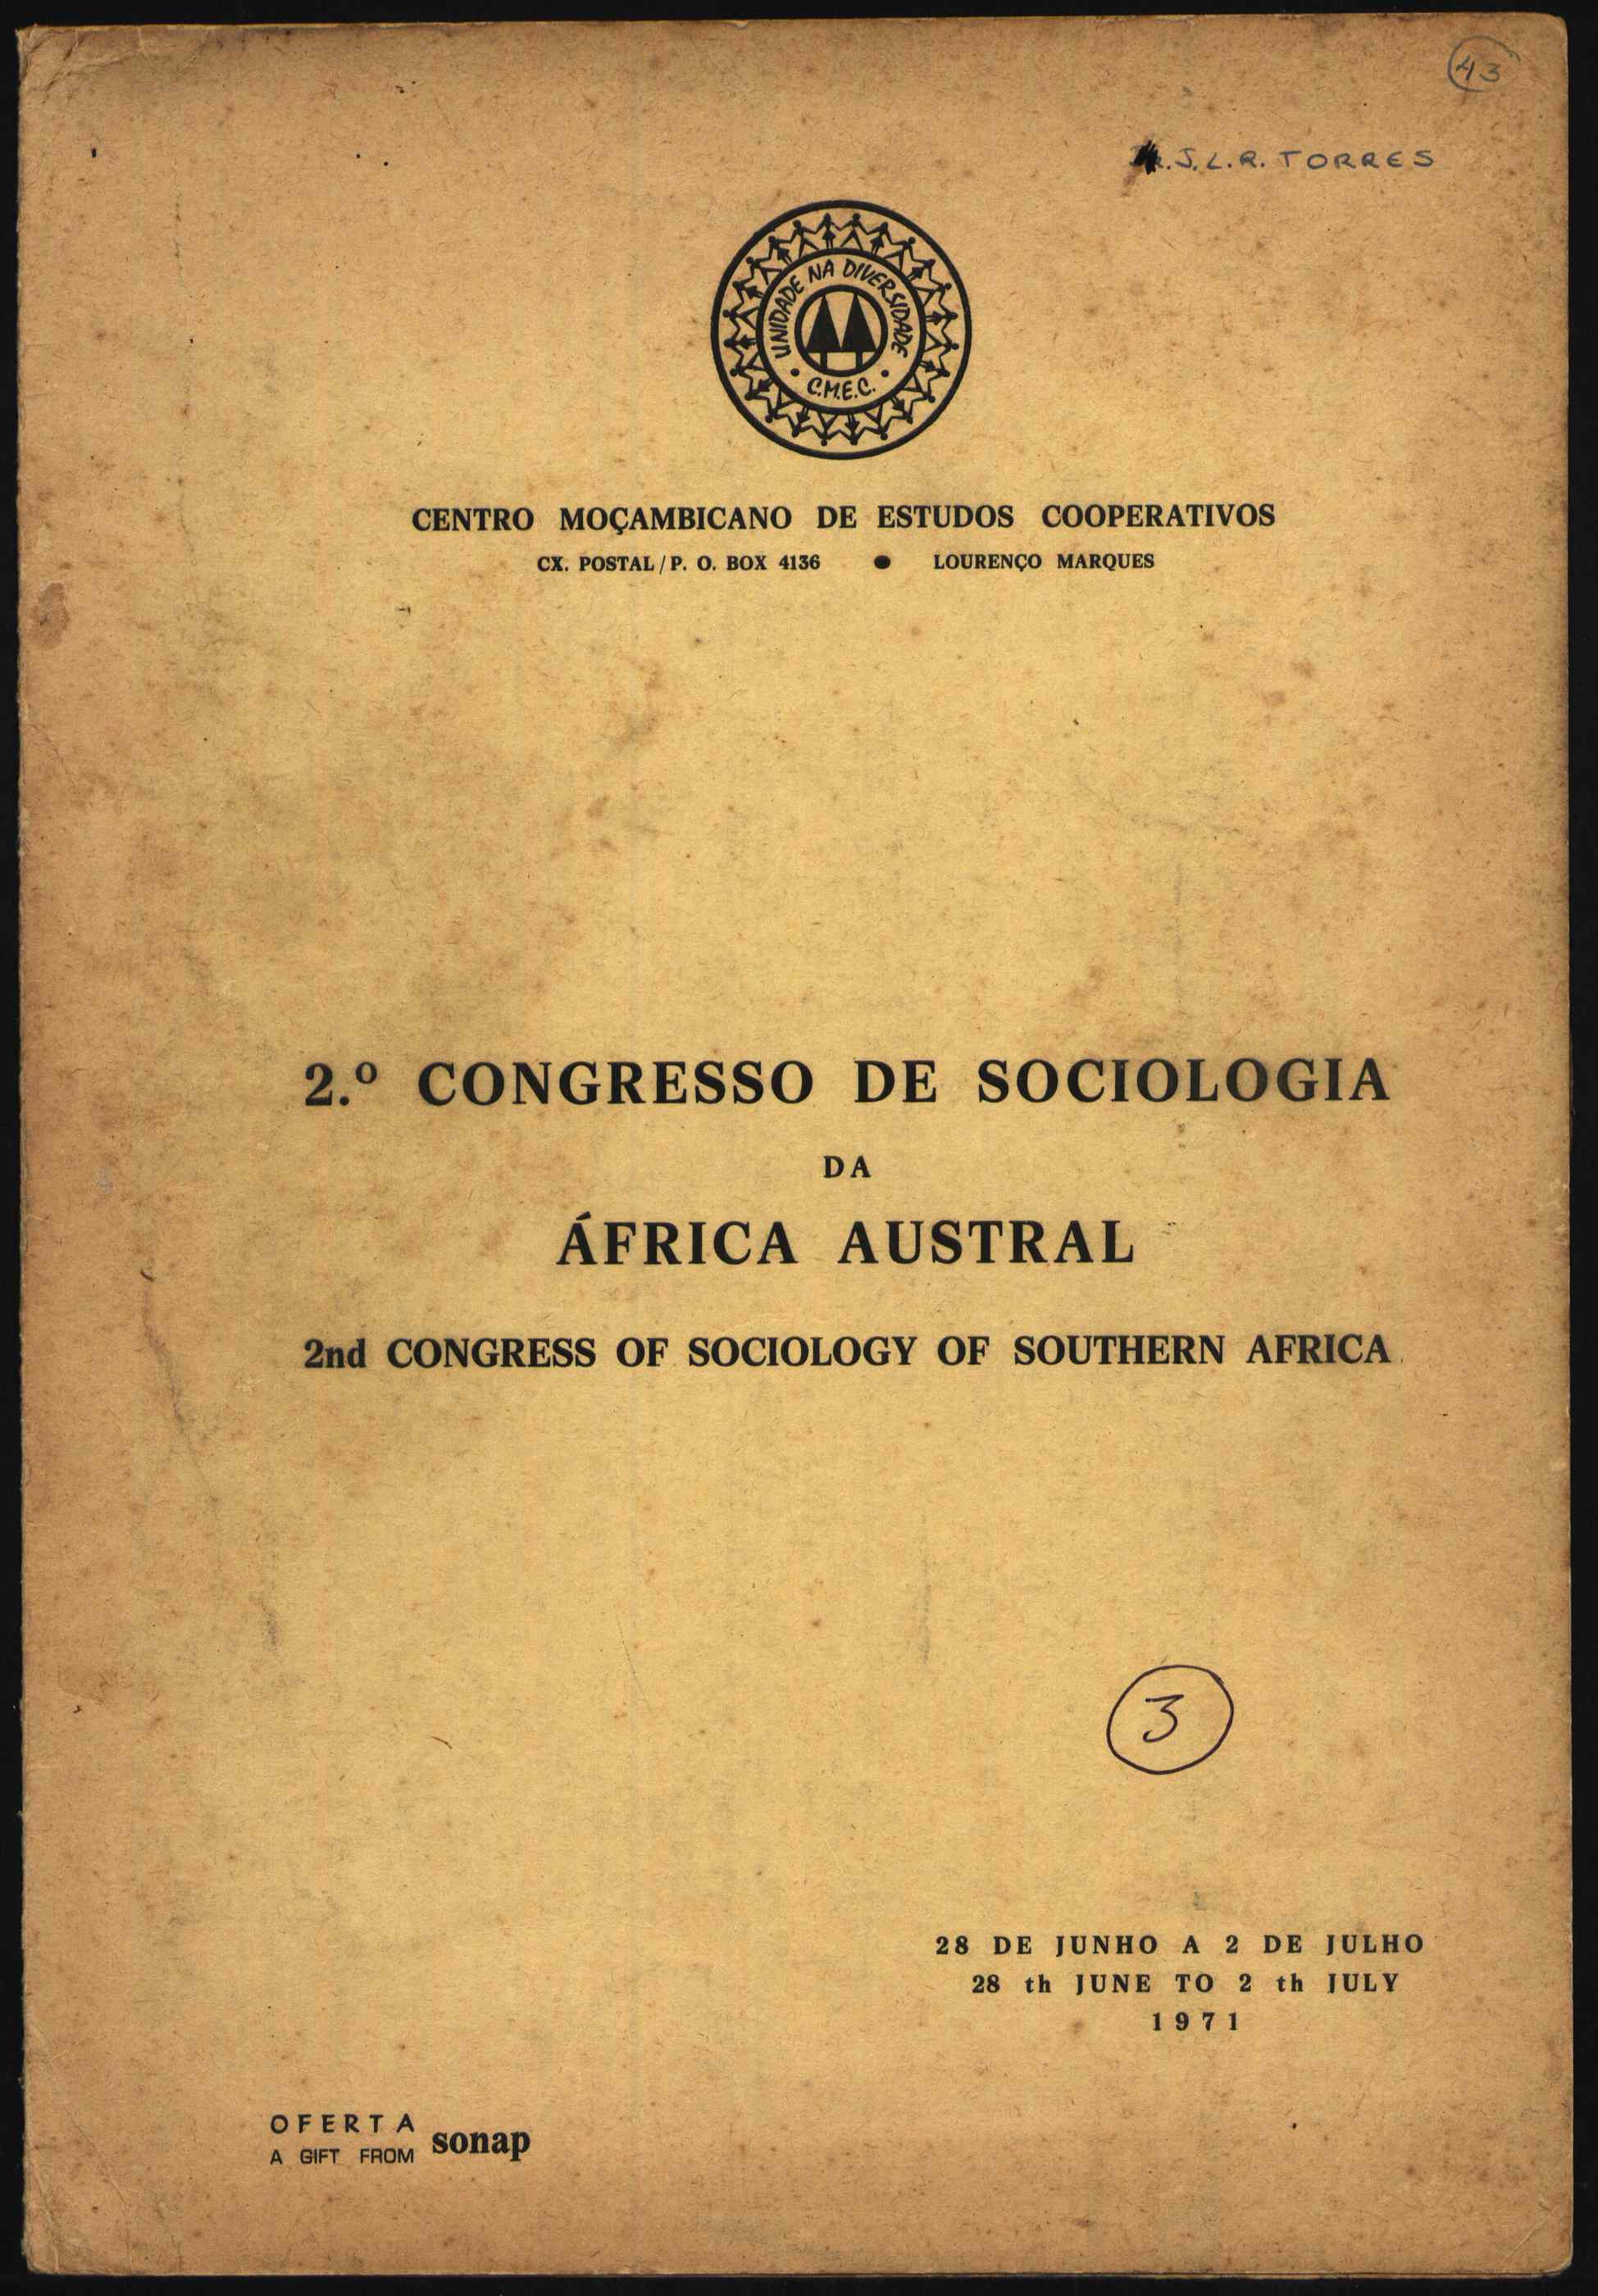 43
R. J. L. R. TORRES
UNIDADE NA DIVERSIDADE
• C.M.E.C. •
CENTRO MOÇAMBICANO DE ESTUDOS COOPERATIVOS
CX. POSTAL / P. O. BOX 4136 ● LOURENÇO MARQUES
2.º CONGRESSO DE SOCIOLOGIA
DA
ÁFRICA AUSTRAL
2nd CONGRESS OF SOCIOLOGY OF SOUTHERN AFRICA
3
28 DE JUNHO A 2 DE JULHO
28 th JUNE TO 2 th JULY
1971
OFERTA
A GIFT FROM sonap